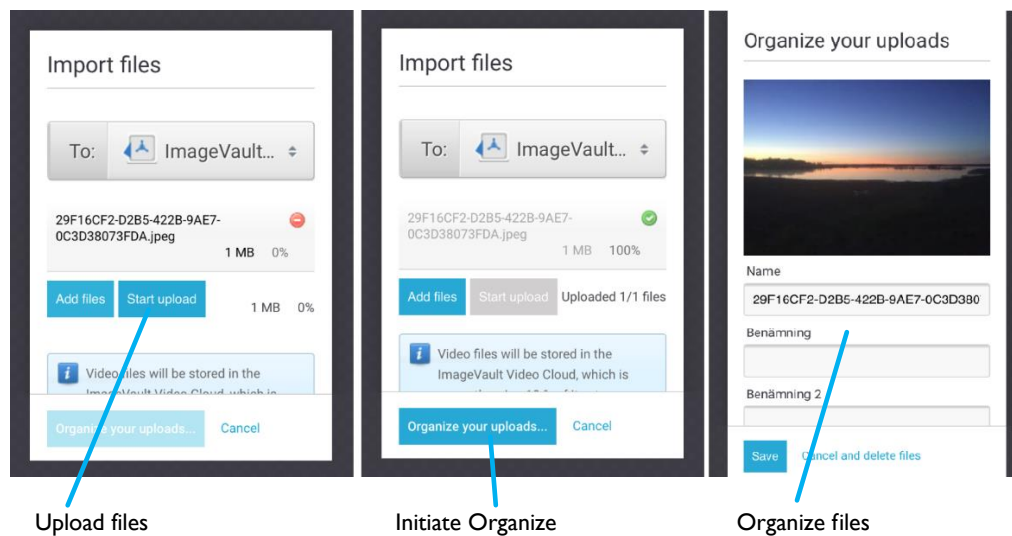 Import files
To: ImageVault...
29F16CF2-D2B5-422B-9AE7-
0C3D38073FDA.jpeg
1 MB 0%
Add files Start upload 1 MB 0%
Video files will be stored in the
ImageVault Video Cloud, which is
Organize your uploads... Cancel
Upload files
Import files
To: ImageVault...
29F16CF2-D2B5-422B-9AE7-
0C3D38073FDA.jpeg
1 MB 100%
Add files Start upload Uploaded 1/1 files
Video files will be stored in the
ImageVault Video Cloud, which is
Organize your uploads... Cancel
Initiate Organize
Organize your uploads
Name
29F16CF2-D2B5-422B-9AE7-0C3D380
Benämning
Benämning 2
Save Cancel and delete files
Organize files